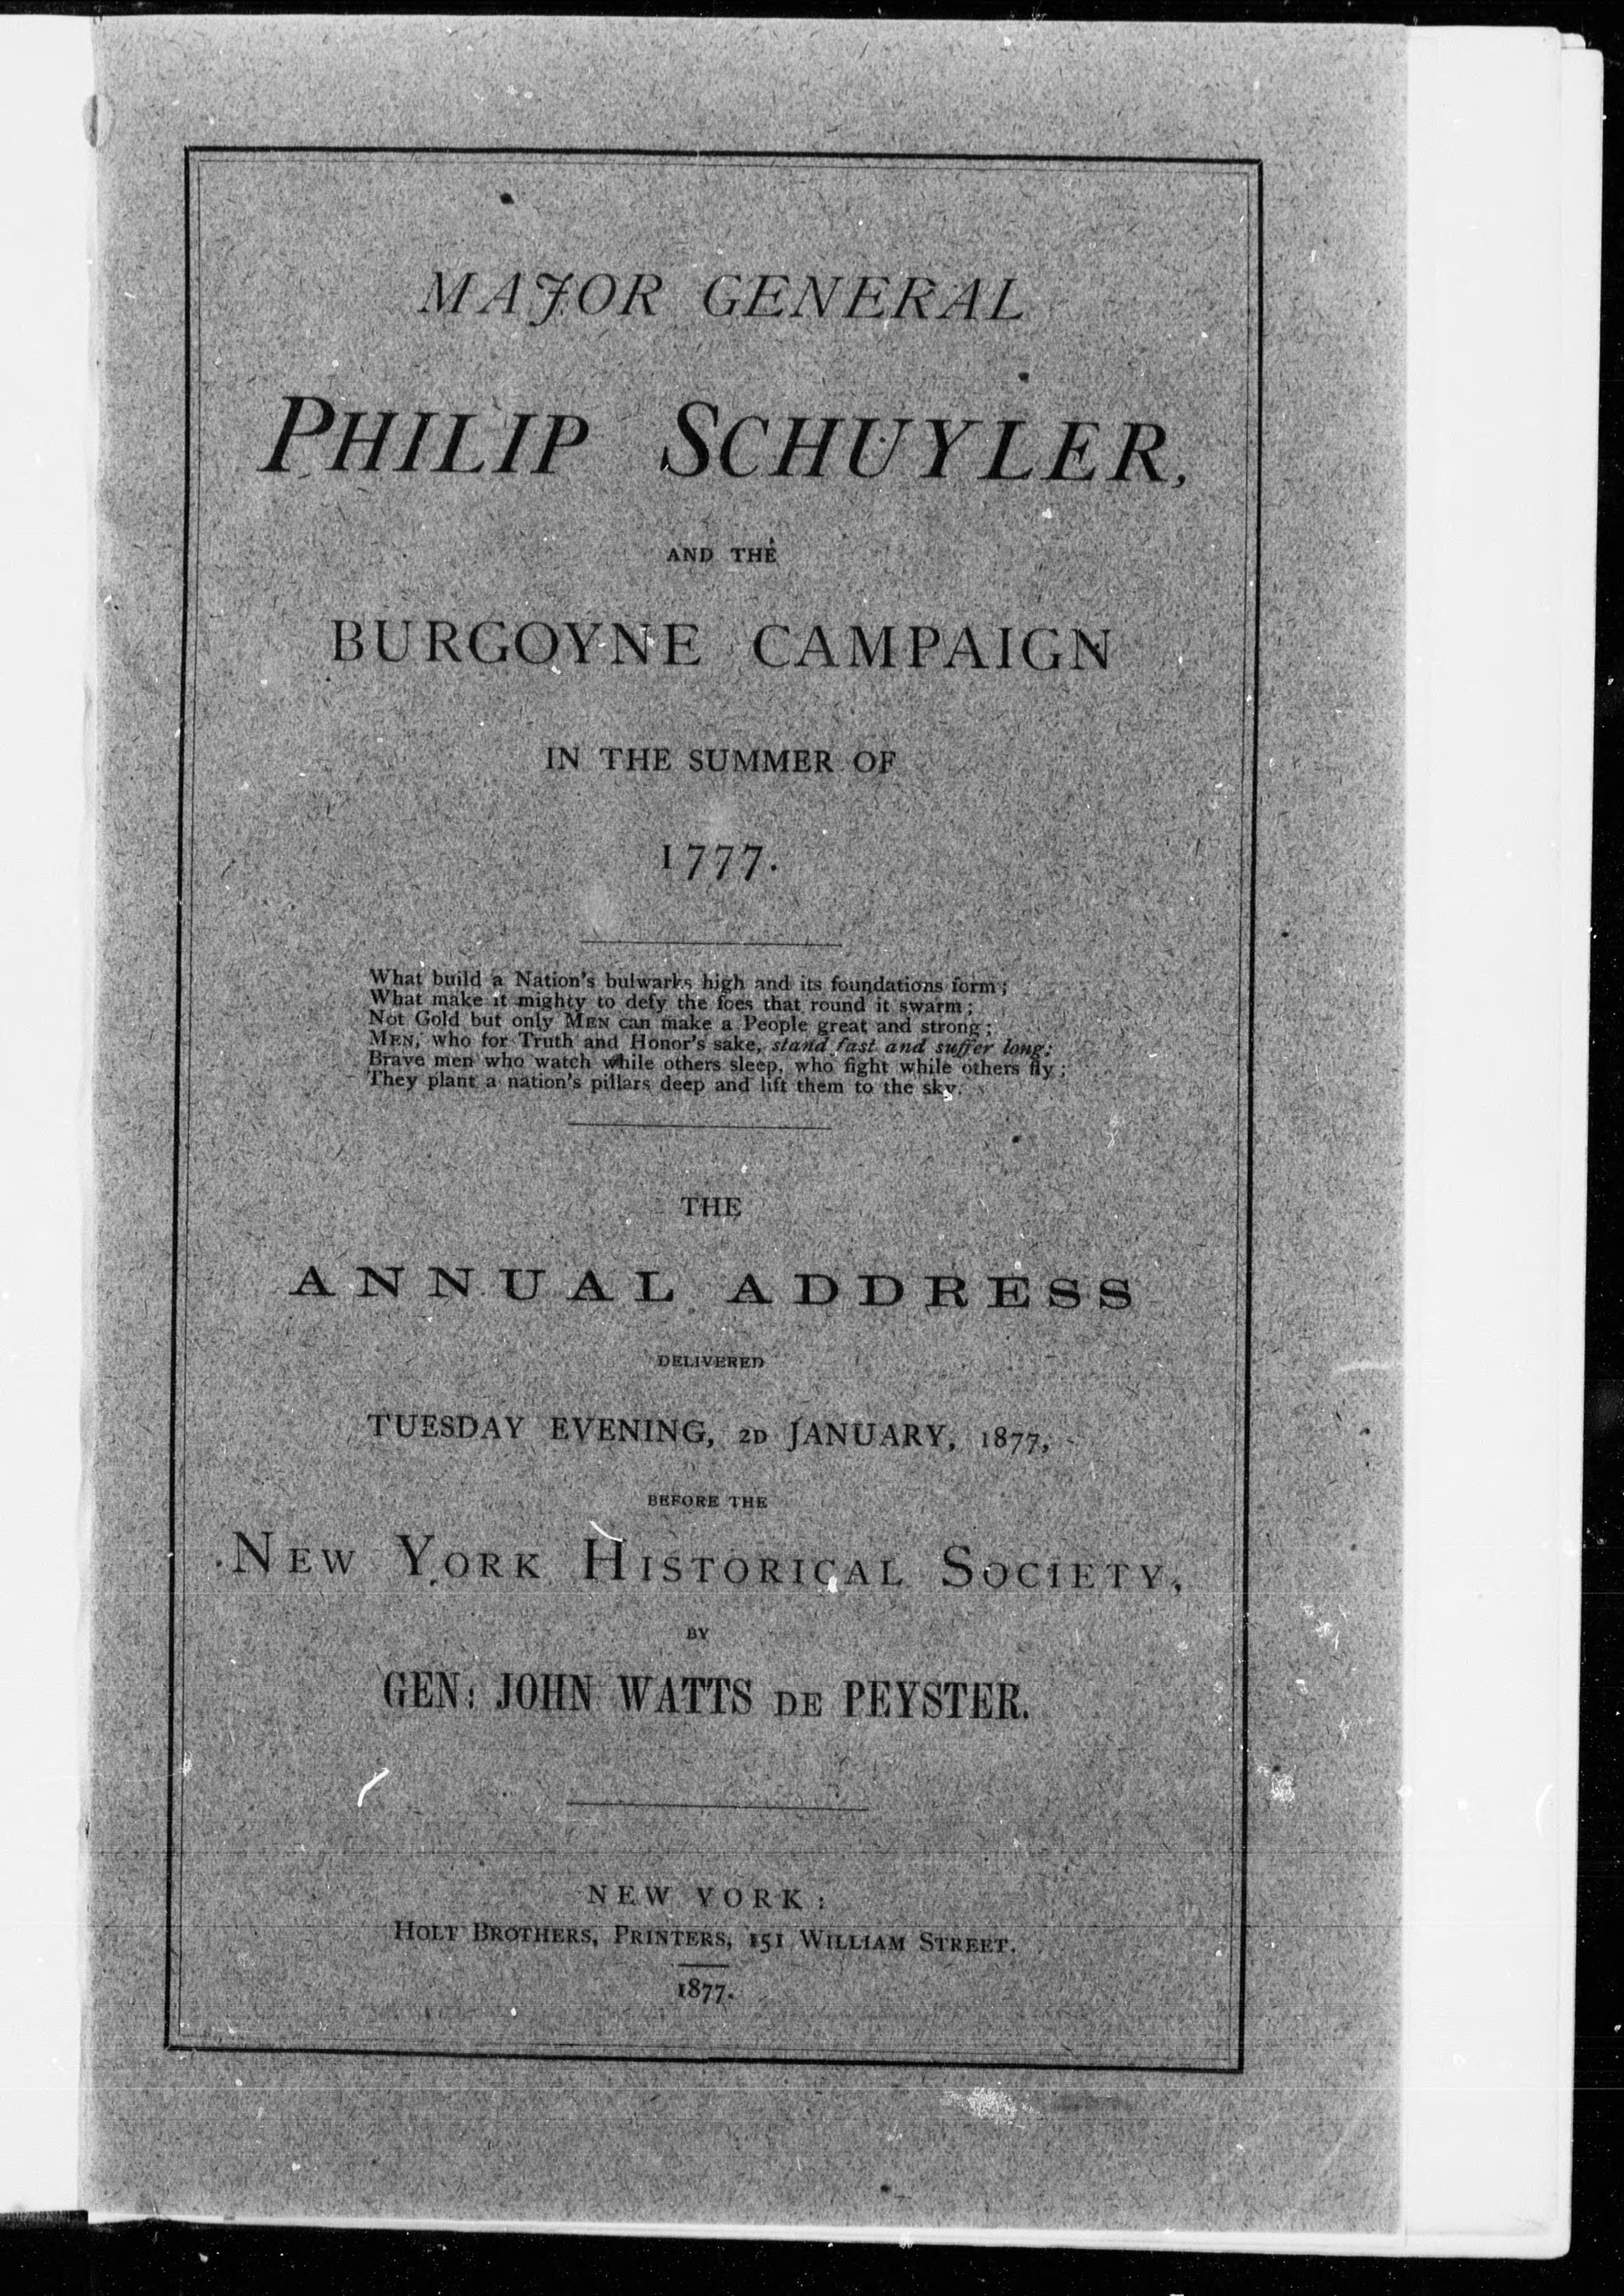 MAJOR GENERAL
PHILIP SCHUYLER,
AND THE
BURGOYNE CAMPAIGN
IN THE SUMMER OF
1777.
What build a Nation's bulwarks high and its foundations form;
What make it mighty to defy the foes that round it swarm;
Not Gold but only MEN can make a People great and strong;
MEN, who for Truth and Honor's sake, stand fast and suffer long;
Brave men who watch while others sleep, who fight while others fly;
They plant a nation's pillars deep and lift them to the sky.
THE
ANNUAL ADDRESS
DELIVERED
TUESDAY EVENING, 2D JANUARY, 1877,
BEFORE THE
NEW YORK HISTORICAL SOCIETY,
BY
GEN: JOHN WATTS DE PEYSTER.
NEW YORK:
HOLT BROTHERS, PRINTERS, 151 WILLIAM STREET.
1877.